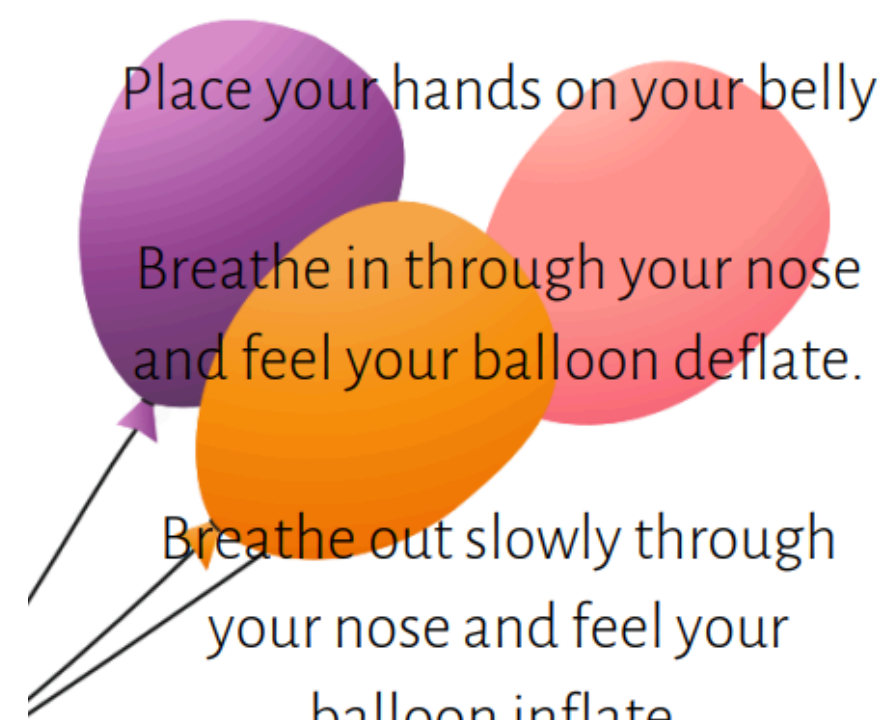 Place your hands on your belly
Breathe in through your nose
and feel your balloon deflate.
Breathe out slowly through
your nose and feel your
balloon inflate